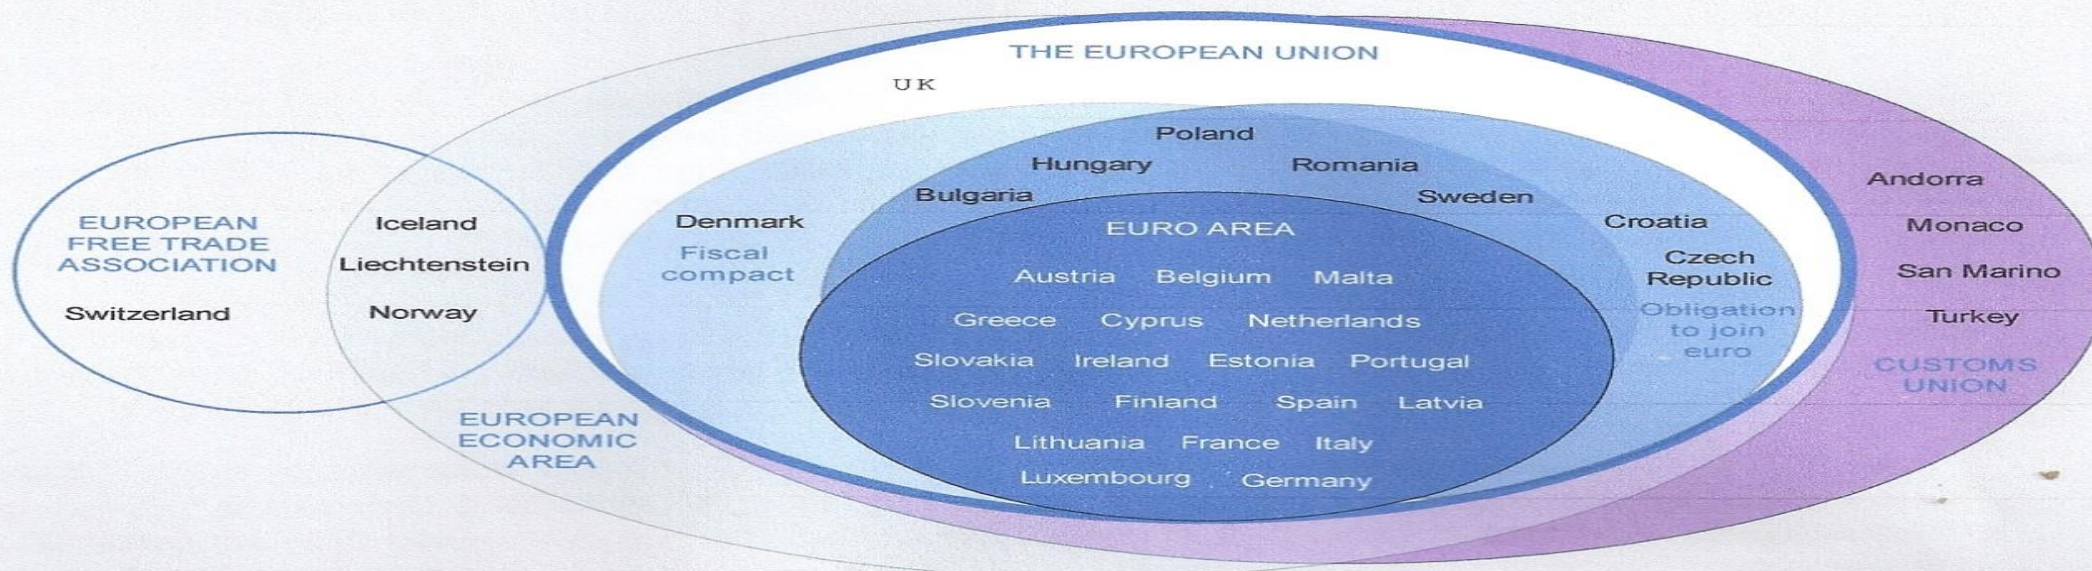 THE EUROPEAN UNION
UK
Poland
Hungary Romania
Bulgaria Sweden
EUROPEAN
FREE TRADE
ASSOCIATION
Switzerland
Iceland
Liechtenstein
Norway
EUROPEAN
ECONOMIC
AREA
Denmark
Fiscal
compact
EURO AREA
Austria Belgium Malta
Greece Cyprus Netherlands
Slovakia Ireland Estonia Portugal
Slovenia Finland Spain Latvia
Lithuania France Italy
Luxembourg Germany
Croatia
Czech
Republic
Obligation
to join
euro
Andorra
Monaco
San Marino
Turkey
CUSTOMS
UNION